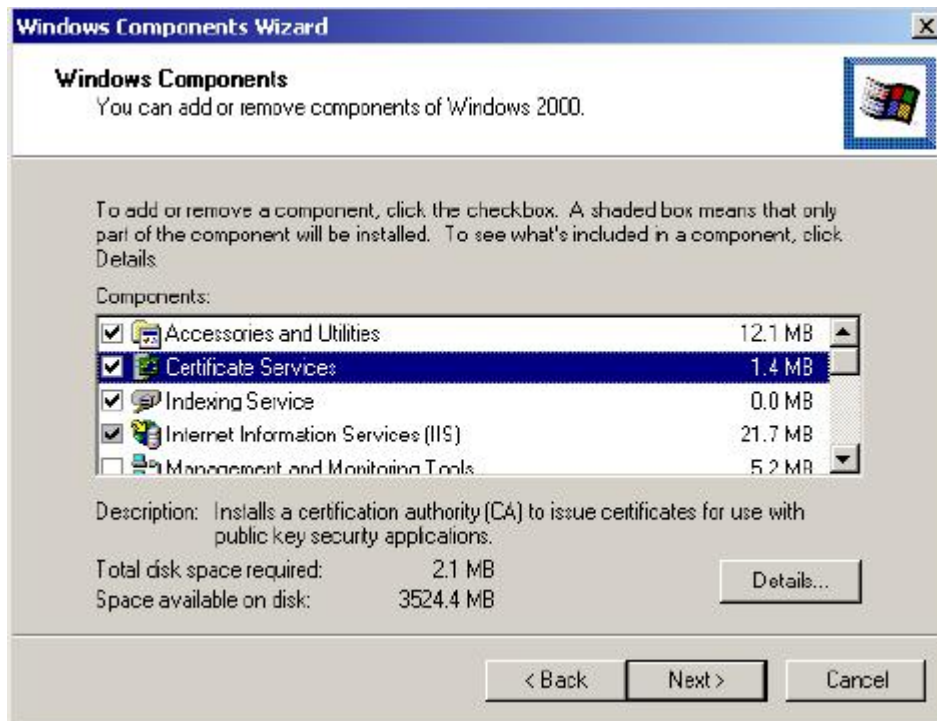 Windows Components Wizard
Windows Components
You can add or remove components of Windows 2000.
To add or remove a component, click the checkbox. A shaded box means that only
part of the component will be installed. To see what's included in a component, click
Details
Components:
Accessories and Utilities 12.1 MB
Certificate Services 1.4 MB
Indexing Service 0.0 MB
Internet Information Services (IIS) 21.7 MB
Management and Monitoring Tools 5.2 MB
Description: Installs a certification authority (CA) to issue certificates for use with
public key security applications.
Total disk space required: 2.1 MB
Space available on disk: 3524.4 MB
Details...
< Back Next > Cancel